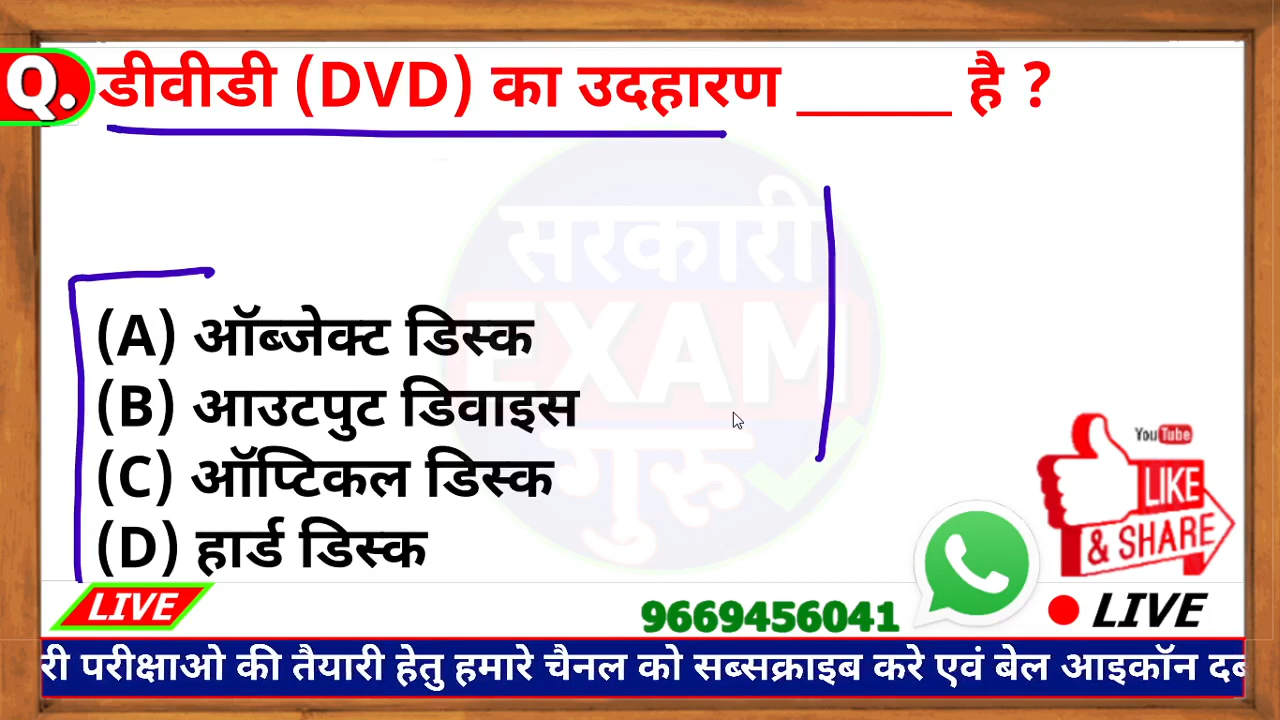 Q. डीवीडी (DVD) का उदहारण ______ है ?
सरकारी
EXAM
गुरु
(A) ऑब्जेक्ट डिस्क
(B) आउटपुट डिवाइस
(C) ऑप्टिकल डिस्क
(D) हार्ड डिस्क
YouTube
LIKE
& SHARE
LIVE
9669456041
LIVE
री परीक्षाओ की तैयारी हेतु हमारे चैनल को सब्सक्राइब करे एवं बेल आइकॉन दब